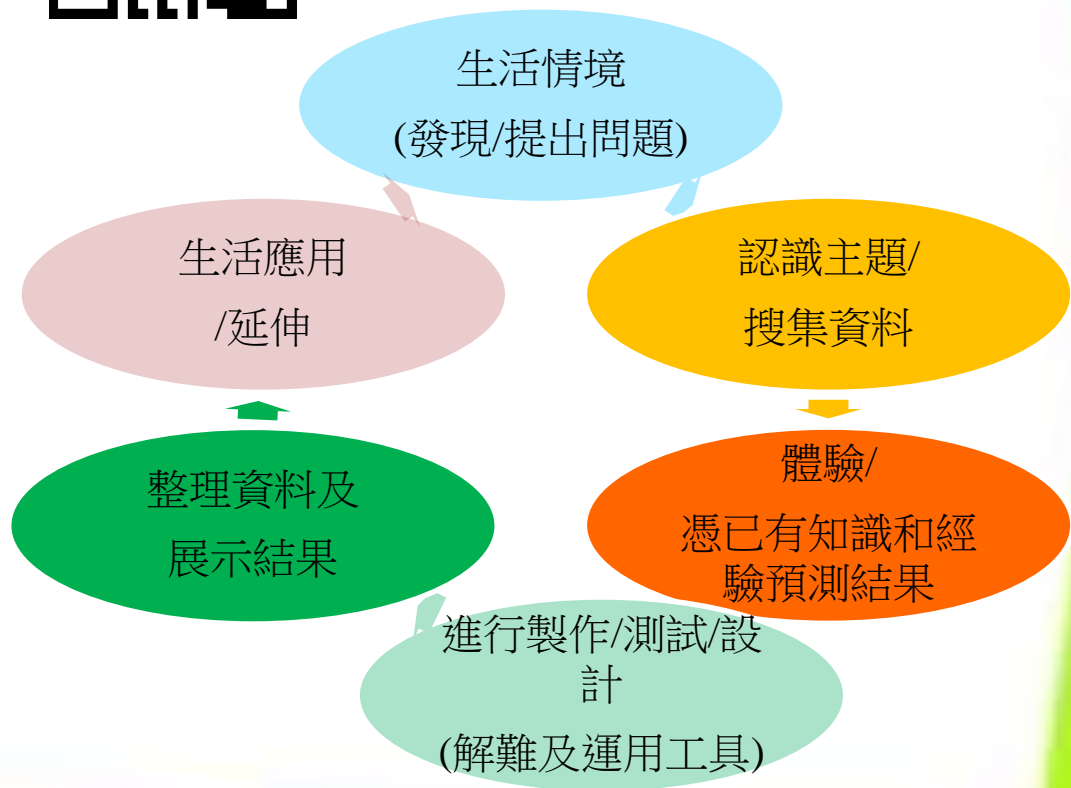 生活情境
(發現/提出問題)
認識主題/
搜集資料
體驗/
憑已有知識和經
驗預測結果
進行製作/測試/設
計
(解難及運用工具)
整理資料及
展示結果
生活應用
/延伸